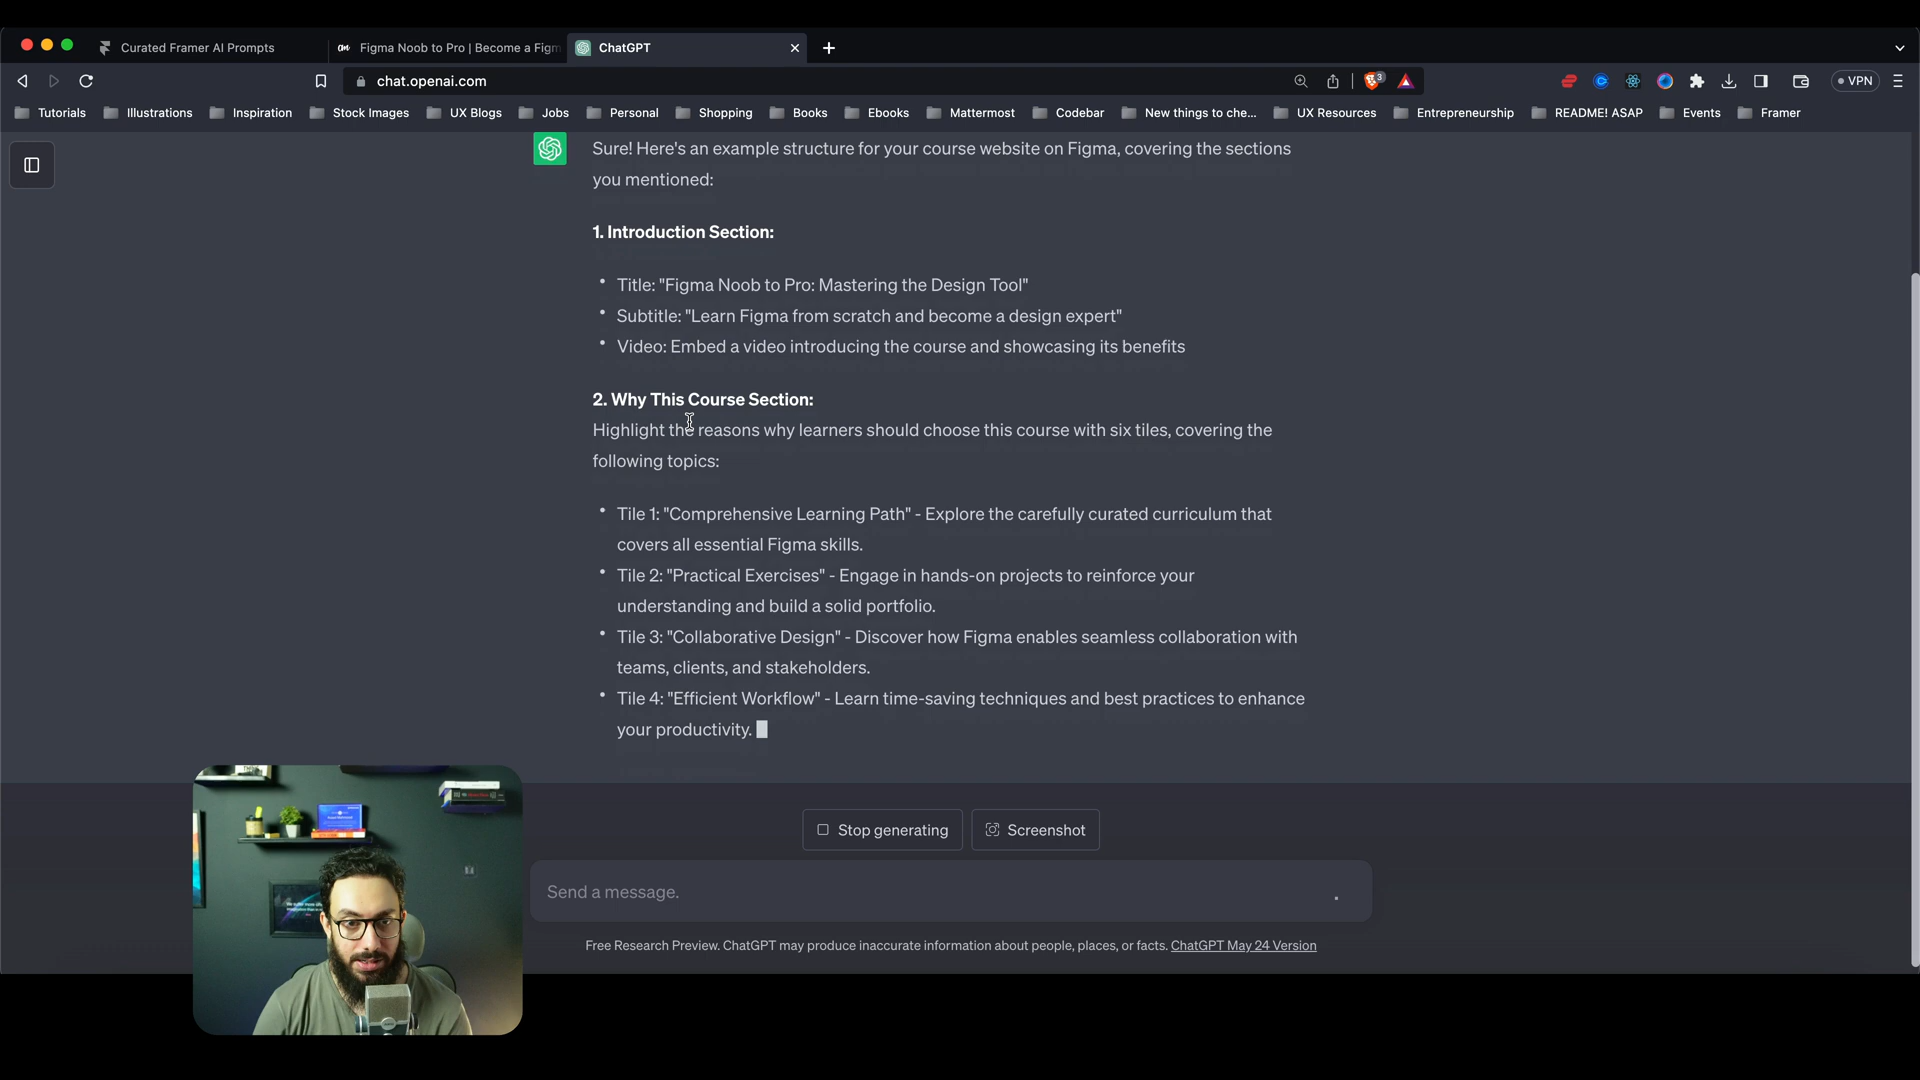 Curated Framer AI Prompts
Figma Noob to Pro | Become a Figm
ChatGPT
chat.openai.com
3
VPN
Tutorials
Illustrations
Inspiration
Stock Images
UX Blogs
Jobs
Personal
Shopping
Books
Ebooks
Mattermost
Codebar
New things to che...
UX Resources
Entrepreneurship
README! ASAP
Events
Framer
Sure! Here's an example structure for your course website on Figma, covering the sections
you mentioned:
1. Introduction Section:
• Title: "Figma Noob to Pro: Mastering the Design Tool"
• Subtitle: "Learn Figma from scratch and become a design expert"
• Video: Embed a video introducing the course and showcasing its benefits
2. Why This Course Section:
Highlight the reasons why learners should choose this course with six tiles, covering the
following topics:
• Tile 1: "Comprehensive Learning Path" - Explore the carefully curated curriculum that
covers all essential Figma skills.
• Tile 2: "Practical Exercises" - Engage in hands-on projects to reinforce your
understanding and build a solid portfolio.
• Tile 3: "Collaborative Design" - Discover how Figma enables seamless collaboration with
teams, clients, and stakeholders.
• Tile 4: "Efficient Workflow" - Learn time-saving techniques and best practices to enhance
your productivity.
Stop generating
Screenshot
Send a message.
Free Research Preview. ChatGPT may produce inaccurate information about people, places, or facts. ChatGPT May 24 Version